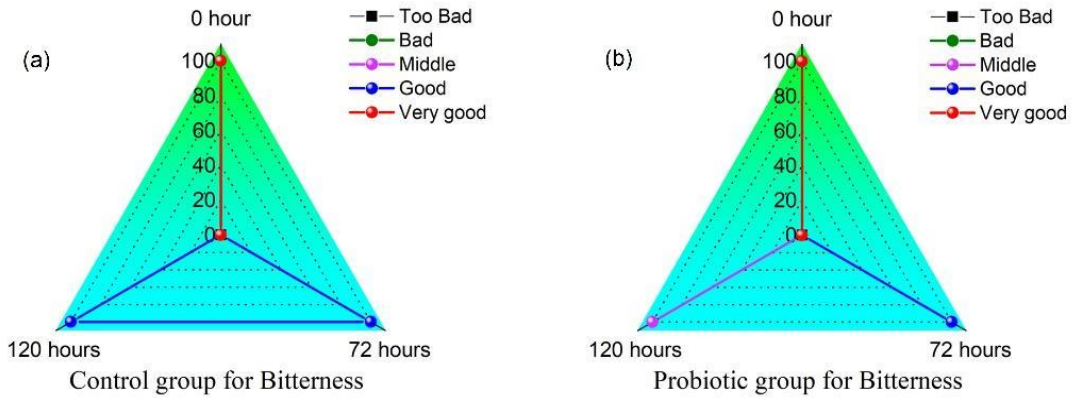 0 hour
(a)
Too Bad
Bad
Middle
Good
Very good
100
80
60
40
20
0
120 hours
72 hours
Control group for Bitterness
0 hour
(b)
Too Bad
Bad
Middle
Good
Very good
100
80
60
40
20
0
120 hours
72 hours
Probiotic group for Bitterness